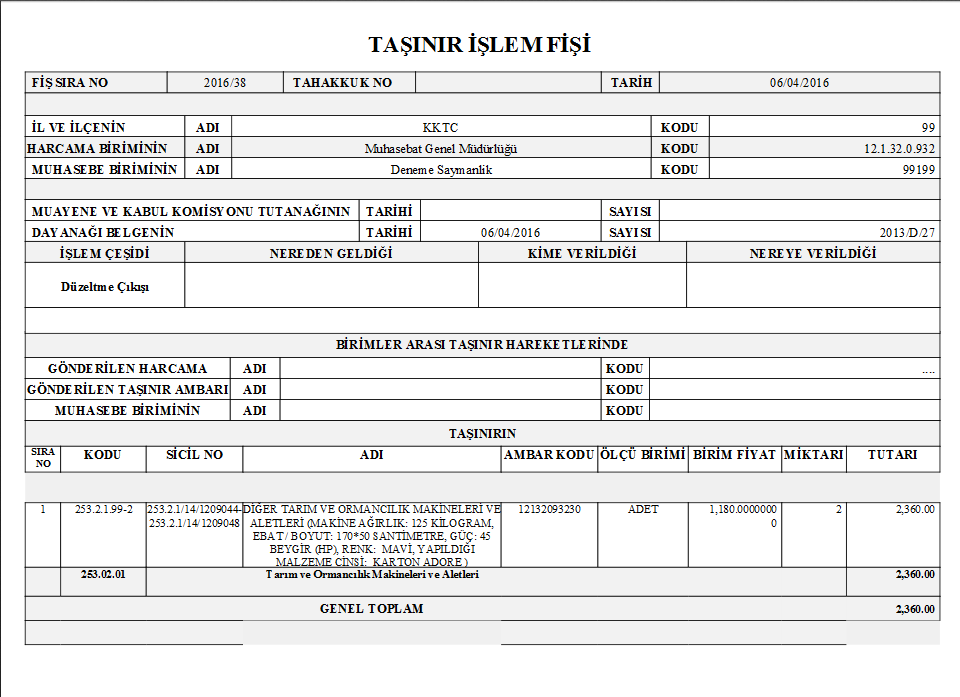 TAŞINIR İŞLEM FİŞİ
FİŞ SIRA NO 2016/38 TAHAKKUK NO TARİH 06/04/2016
İL VE İLÇENİN ADI KKTC KODU 99
HARCAMA BİRİMİNİN ADI Muhasebat Genel Müdürlüğü KODU 12.1.32.0.932
MUHASEBE BİRİMİNİN ADI Deneme Saymanlik KODU 99199
MUAYENE VE KABUL KOMİSYONU TUTANAĞININ TARİHİ SAYISI
DAYANAĞI BELGENİN TARİHİ 06/04/2016 SAYISI 2013/D/27
İŞLEM ÇEŞİDİ NEREDEN GELDİĞİ KİME VERİLDİĞİ NEREYE VERİLDİĞİ
Düzeltme Çıkışı
BİRİMLER ARASI TAŞINIR HAREKETLERİNDE
GÖNDERİLEN HARCAMA ADI KODU ....
GÖNDERİLEN TAŞINIR AMBARI ADI KODU
MUHASEBE BİRİMİNİN ADI KODU
TAŞINIRIN
SIRA NO KODU SİCİL NO ADI AMBAR KODU ÖLÇÜ BİRİMİ BİRİM FİYAT MİKTARI TUTARI
1 253.2.1.99-2 253.2.1/14/1209044- DİĞER TARIM VE ORMANCILIK MAKİNELERİ VE 12132093230 ADET 1,180.0000000 2 2,360.00
253.2.1/14/1209048 ALETLERİ (MAKİNE AĞIRLIK: 125 KİLOGRAM, 0
EBAT / BOYUT: 170*50 SANTİMETRE, GÜÇ: 45
BEYGİR (HP), RENK: MAVİ, YAPILDIĞI
MALZEME CİNSİ: KARTON ADORE )
253.02.01 Tarım ve Ormancılık Makineleri ve Aletleri 2,360.00
GENEL TOPLAM 2,360.00